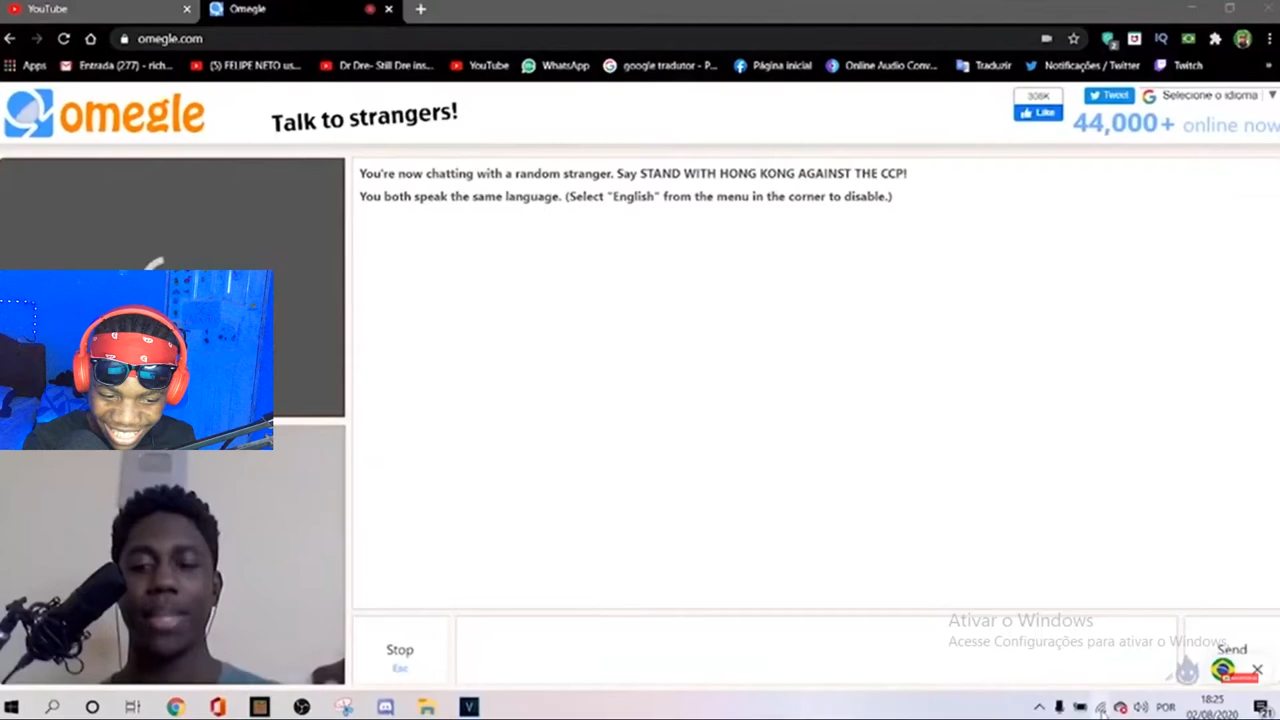 YouTube
Omegle
omegle.com
Apps
Entrada (277) - rich...
(5) FELIPE NETO us...
Dr Dre- Still Dre ins...
YouTube
WhatsApp
google tradutor - P...
Página inicial
Online Audio Conv...
Traduzir
Notificações / Twitter
Twitch
omegle
Talk to strangers!
308K
Like
Tweet
Selecione o idioma
44,000+ online now
You're now chatting with a random stranger. Say STAND WITH HONG KONG AGAINST THE CCP!
You both speak the same language. (Select "English" from the menu in the corner to disable.)
Ativar o Windows
Acesse Configurações para ativar o Windows.
Stop
Esc
Send
POR
18:25
02/08/2020
21